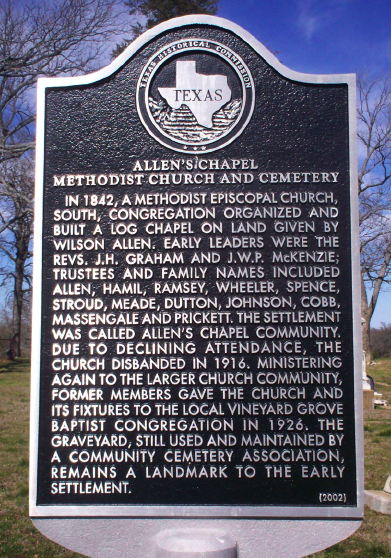 TEXAS HISTORICAL COMMISSION
TEXAS
ALLEN'S CHAPEL
METHODIST CHURCH AND CEMETERY
IN 1842, A METHODIST EPISCOPAL CHURCH,
SOUTH, CONGREGATION ORGANIZED AND
BUILT A LOG CHAPEL ON LAND GIVEN BY
WILSON ALLEN. EARLY LEADERS WERE THE
REVS. J.H. GRAHAM AND J.W.P. McKENZIE;
TRUSTEES AND FAMILY NAMES INCLUDED
ALLEN, HAMIL, RAMSEY, WHEELER, SPENCE,
STROUD, MEADE, DUTTON, JOHNSON, COBB,
MASSENGALE AND PRICKETT. THE SETTLEMENT
WAS CALLED ALLEN'S CHAPEL COMMUNITY.
DUE TO DECLINING ATTENDANCE, THE
CHURCH DISBANDED IN 1916. MINISTERING
AGAIN TO THE LARGER CHURCH COMMUNITY,
FORMER MEMBERS GAVE THE CHURCH AND
ITS FIXTURES TO THE LOCAL VINEYARD GROVE
BAPTIST CONGREGATION IN 1926. THE
GRAVEYARD, STILL USED AND MAINTAINED BY
A COMMUNITY CEMETERY ASSOCIATION,
REMAINS A LANDMARK TO THE EARLY
SETTLEMENT.
(2002)